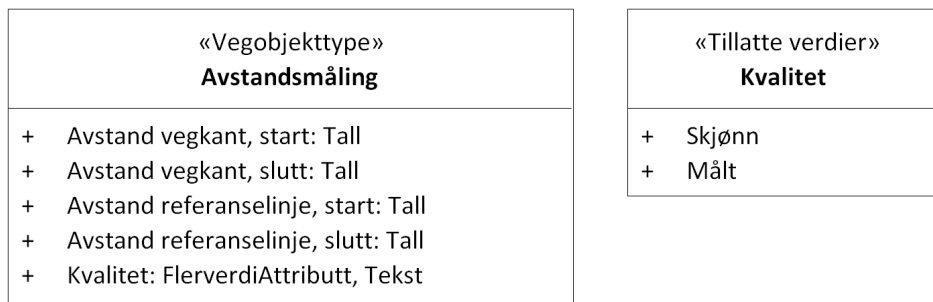 «Vegobjekttype»
Avstandsmåling
+ Avstand vegkant, start: Tall
+ Avstand vegkant, slutt: Tall
+ Avstand referanselinje, start: Tall
+ Avstand referanselinje, slutt: Tall
+ Kvalitet: FlerverdiAttributt, Tekst
«Tillatte verdier»
Kvalitet
+ Skjønn
+ Målt